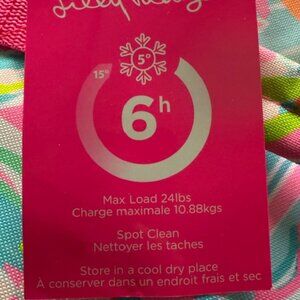 5°
15°
6h
Max Load 24lbs
Charge maximale 10.88kgs
Spot Clean
Nettoyer les taches
Store in a cool dry place
À conserver dans un endroit frais et sec